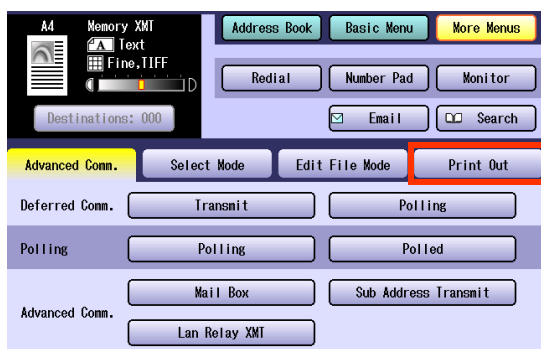 A4 Memory XMT
A Text
Fine,TIFF
D
Destinations: 000
Address Book Basic Menu More Menus
Redial Number Pad Monitor
Email Search
Advanced Comm. Select Mode Edit File Mode Print Out
Deferred Comm. Transmit Polling
Polling Polling Polled
Advanced Comm. Mail Box Sub Address Transmit
Lan Relay XMT